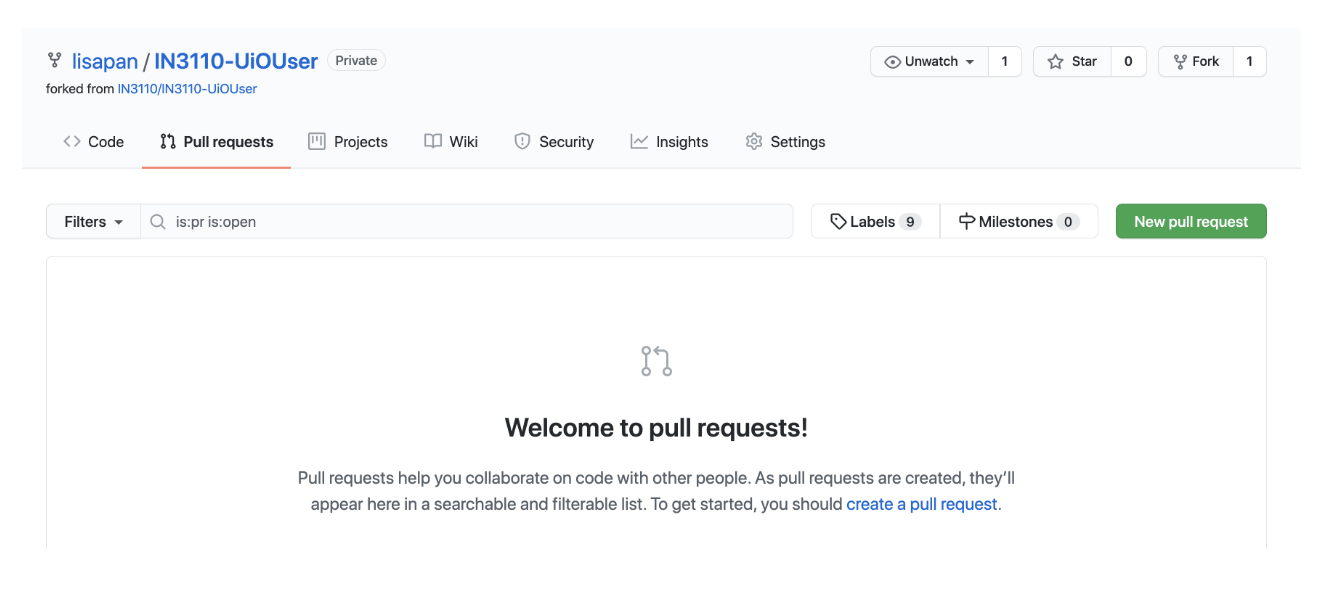 lisapan / IN3110-UiOUser Private
Unwatch 1 Star 0 Fork 1
forked from IN3110/IN3110-UiOUser
Code Pull requests Projects Wiki Security Insights Settings
Filters is:pr is:open Labels 9 Milestones 0 New pull request
Welcome to pull requests!
Pull requests help you collaborate on code with other people. As pull requests are created, they’ll
appear here in a searchable and filterable list. To get started, you should create a pull request.